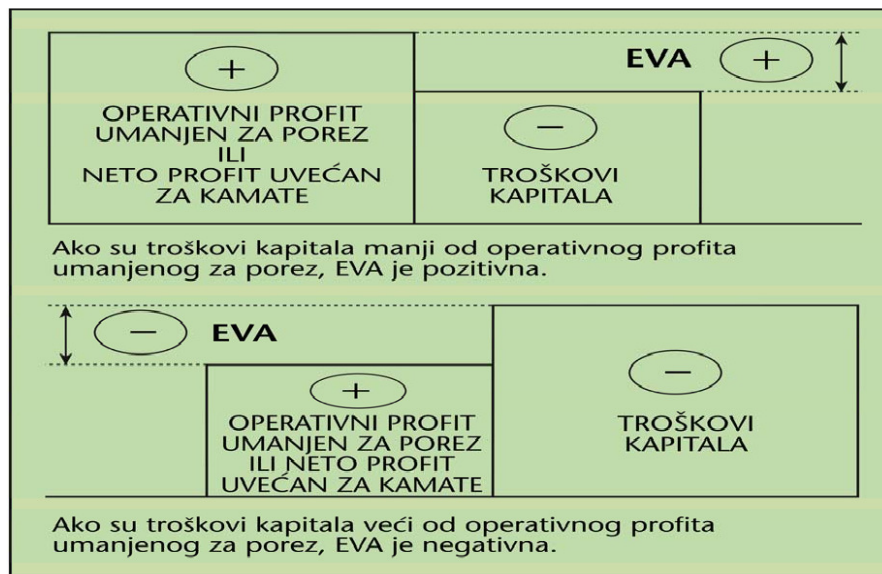 EVA +
+
OPERATIVNI PROFIT
UMANJEN ZA POREZ
ILI
NETO PROFIT UVEĆAN
ZA KAMATE
−
TROŠKOVI
KAPITALA
Ako su troškovi kapitala manji od operativnog profita
umanjenog za porez, EVA je pozitivna.
− EVA
+
OPERATIVNI PROFIT
UMANJEN ZA POREZ
ILI NETO PROFIT
UVEĆAN ZA KAMATE
−
TROŠKOVI
KAPITALA
Ako su troškovi kapitala veći od operativnog profita
umanjenog za porez, EVA je negativna.